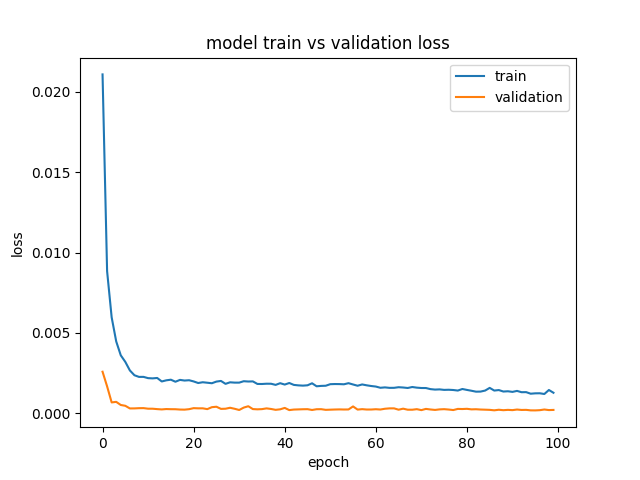 model train vs validation loss
train
validation
0.020
0.015
0.010
0.005
0.000
loss
0 20 40 60 80 100
epoch